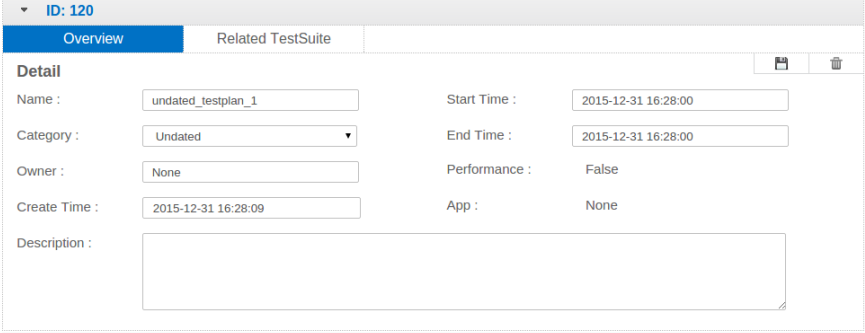 ID: 120
Overview Related TestSuite
Detail
Name : undated_testplan_1 Start Time : 2015-12-31 16:28:00
Category : Undated End Time : 2015-12-31 16:28:00
Owner : None Performance : False
Create Time : 2015-12-31 16:28:09 App : None
Description :